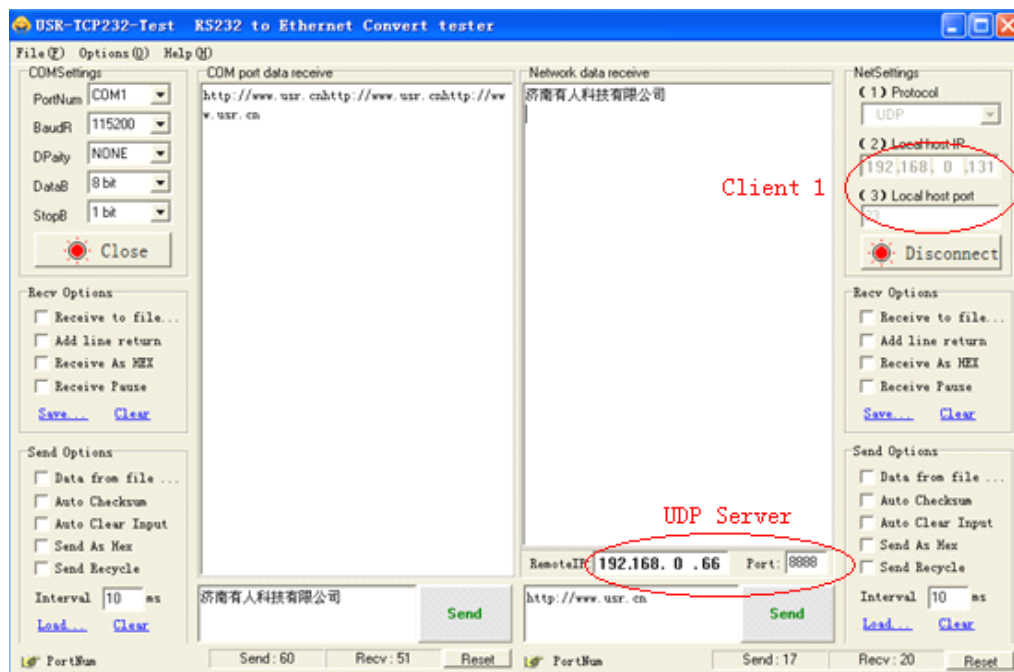 USR-TCP232-Test RS232 to Ethernet Convert tester
File(F) Options(O) Help(H)
COMSettings
PortNum COM1
BaudR 115200
DPaity NONE
DataB 8 bit
StopB 1 bit
Close
Recv Options
Receive to file...
Add line return
Receive As HEX
Receive Pause
Save... Clear
Send Options
Data from file ...
Auto Checksum
Auto Clear Input
Send As Hex
Send Recycle
Interval 10 ms
Load... Clear
COM port data receive
http://www.usr.cnhttp://www.usr.cnhttp://ww
w.usr.cn
济南有人科技有限公司
Send
Network data receive
济南有人科技有限公司
Client 1
UDP Server
RemoteIP: 192.168. 0 .66 Port: 8888
http://www.usr.cn
Send
NetSettings
(1) Protocol
UDP
(2) Local host IP
192.168. 0 .131
(3) Local host port
23
Disconnect
Recv Options
Receive to file...
Add line return
Receive As HEX
Receive Pause
Save... Clear
Send Options
Data from file ...
Auto Checksum
Auto Clear Input
Send As Hex
Send Recycle
Interval 10 ms
Load... Clear
PortNum Send:60 Recv:51 Reset
PortNum Send:17 Recv:20 Reset